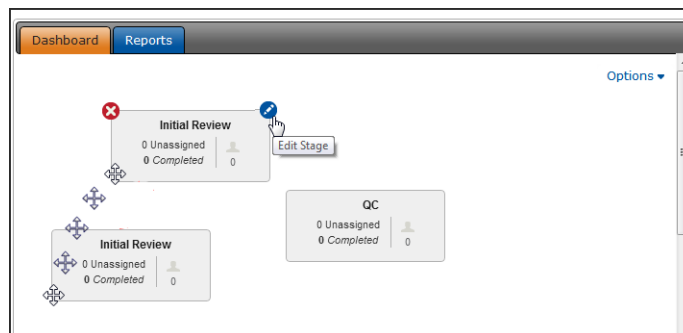 Dashboard Reports
Options
Initial Review
0 Unassigned
0 Completed 0
Edit Stage
QC
0 Unassigned
0 Completed 0
Initial Review
0 Unassigned
0 Completed 0